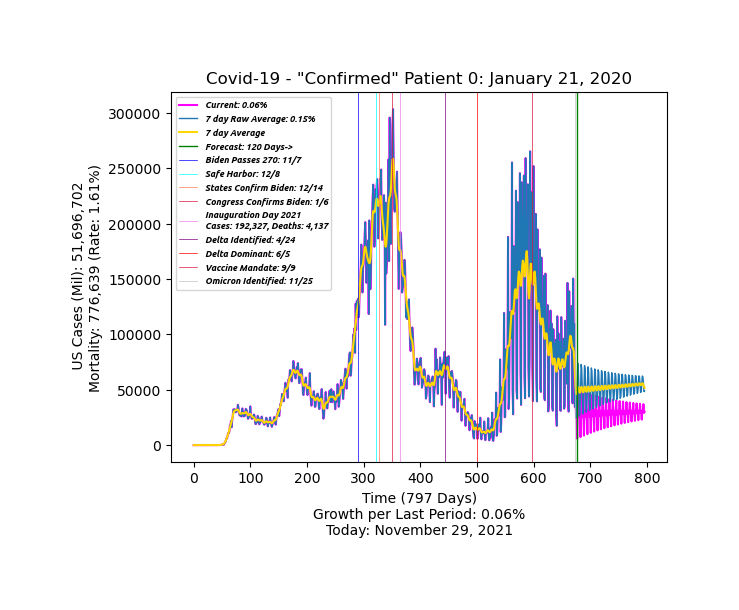 Covid-19 - "Confirmed" Patient 0: January 21, 2020
Current: 0.06%
7 day Raw Average: 0.15%
7 day Average
Forecast: 120 Days->
Biden Passes 270: 11/7
Safe Harbor: 12/8
States Confirm Biden: 12/14
Congress Confirms Biden: 1/6
Inauguration Day 2021
Cases: 192,327, Deaths: 4,137
Delta Identified: 4/24
Delta Dominant: 6/5
Vaccine Mandate: 9/9
Omicron Identified: 11/25
US Cases (Mil): 51,696,702
Mortality: 776,639 (Rate: 1.61%)
300000
250000
200000
150000
100000
50000
0
0 100 200 300 400 500 600 700 800
Time (797 Days)
Growth per Last Period: 0.06%
Today: November 29, 2021